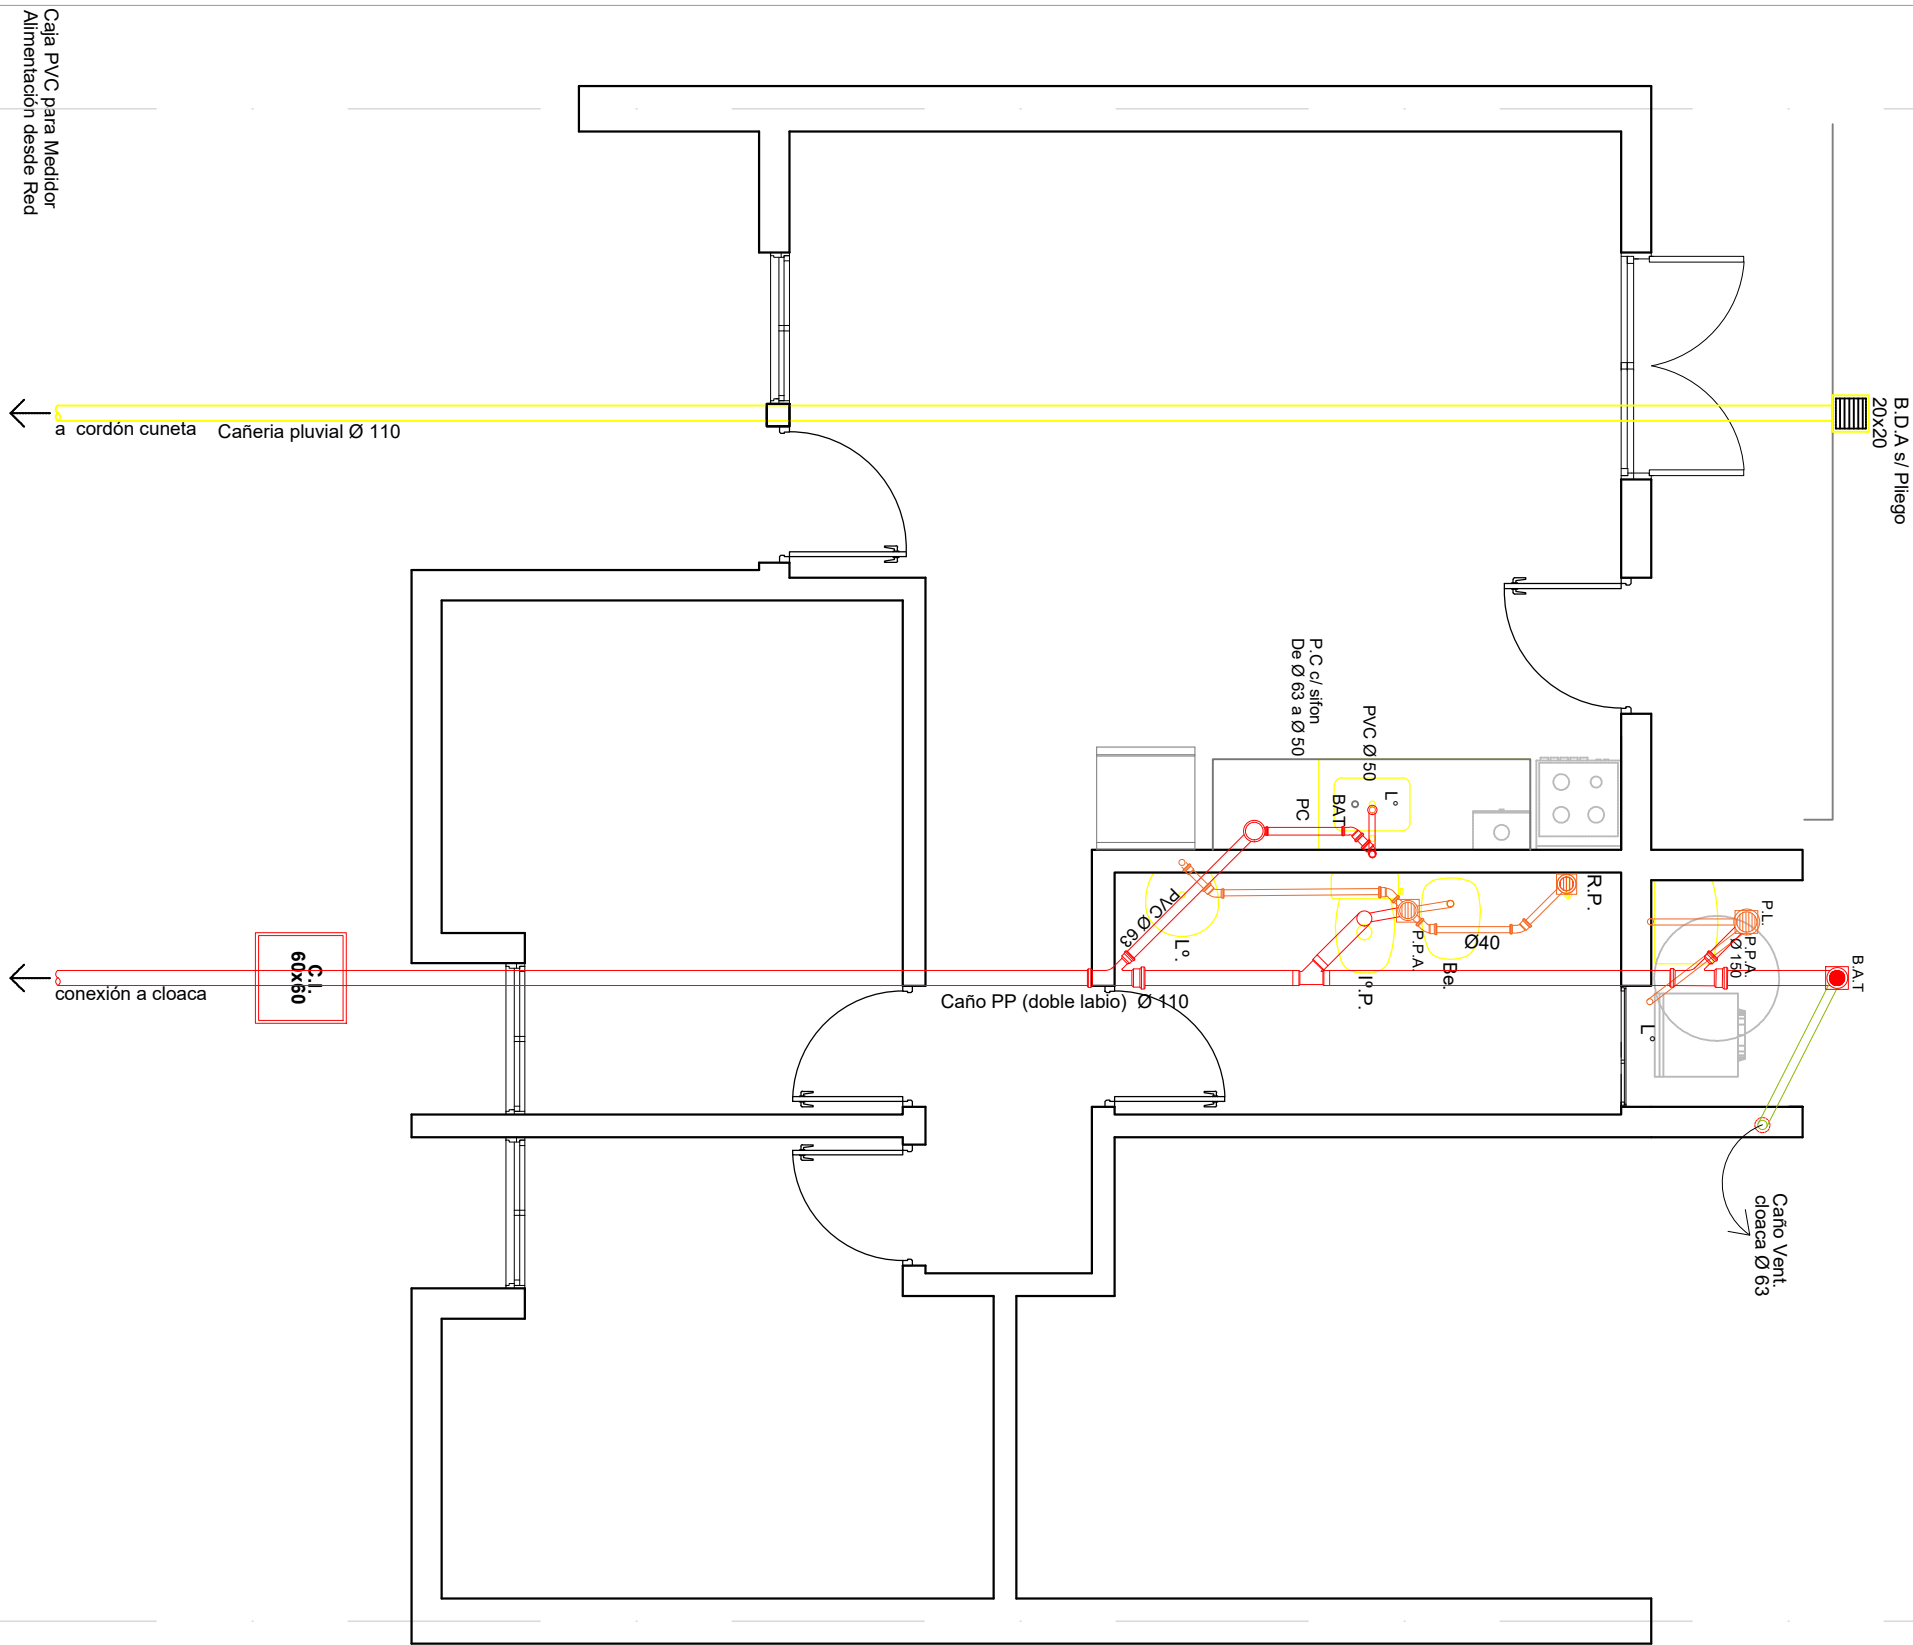 Caja PVC para Medidor
Alimentación desde Red
B.D.A s/ Pliego
20x20
a  cordón cuneta
Cañeria pluvial Ø 110
P.C c/ sifon
De Ø 63 a Ø 50
PVC Ø 50
L°
BAT
PC
R.P.
PVC Ø 63
Lº.
P.P.A.
Ø40
Be.
Iº.P.
P.L.
P.P.A.
Ø 150
B.A.T
L°
C.I.
60x60
conexión a cloaca
Caño PP (doble labio)  Ø 110
Caño Vent.
cloaca Ø 63